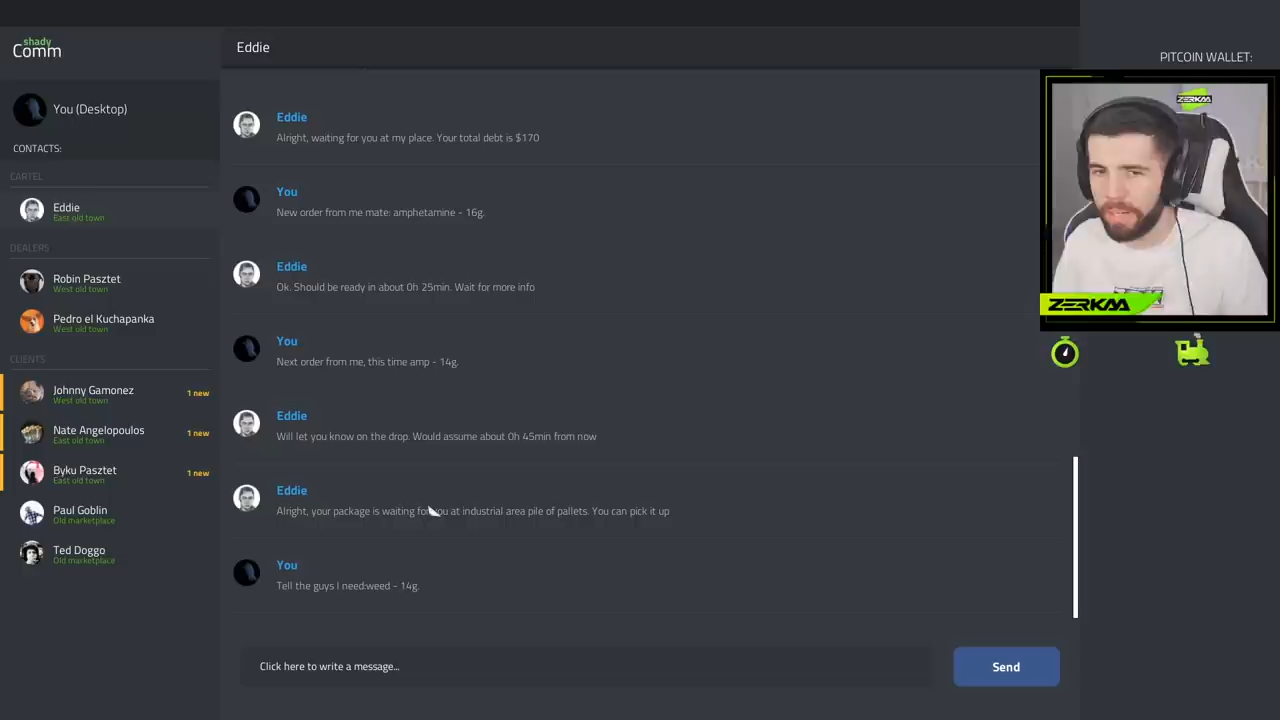 shady
Comm
Eddie
PITCOIN WALLET:
You (Desktop)
CONTACTS:
CARTEL
Eddie
East old town
DEALERS
Robin Pasztet
West old town
Pedro el Kuchapanka
West old town
CLIENTS
Johnny Gamonez
West old town
1 new
Nate Angelopoulos
East old town
1 new
Byku Pasztet
East old town
1 new
Paul Goblin
Old marketplace
Ted Doggo
Old marketplace
Eddie
Alright, waiting for you at my place. Your total debt is $170
You
New order from me mate: amphetamine - 16g.
Eddie
Ok. Should be ready in about 0h 25min. Wait for more info
You
Next order from me, this time amp - 14g.
Eddie
Will let you know on the drop. Would assume about 0h 45min from now
Eddie
Alright, your package is waiting for you at industrial area pile of pallets. You can pick it up
You
Tell the guys I need:weed - 14g.
Click here to write a message...
Send
ZERKAA
ZERKAA